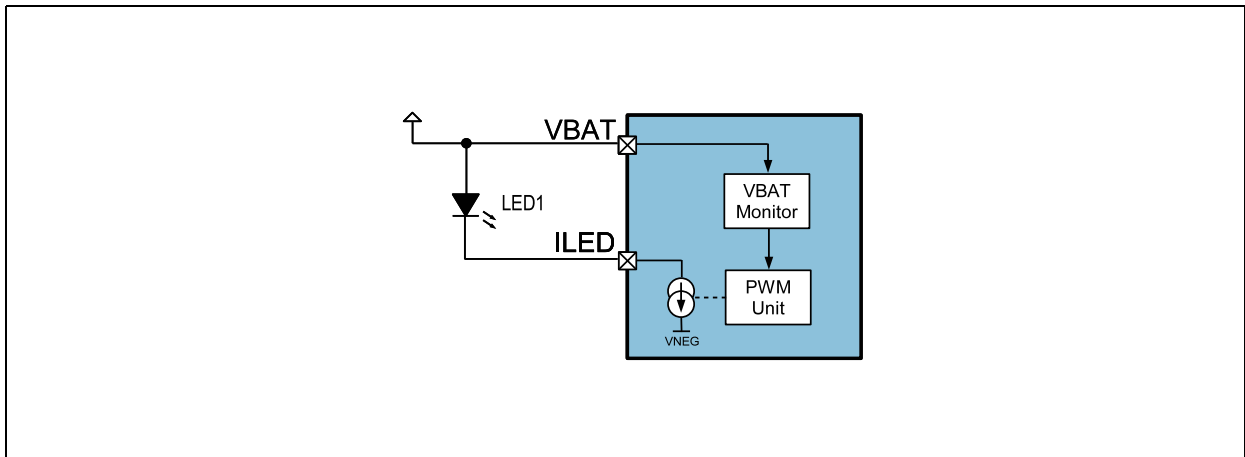 VBAT
VBAT
Monitor
LED1
ILED
PWM
Unit
VNEG